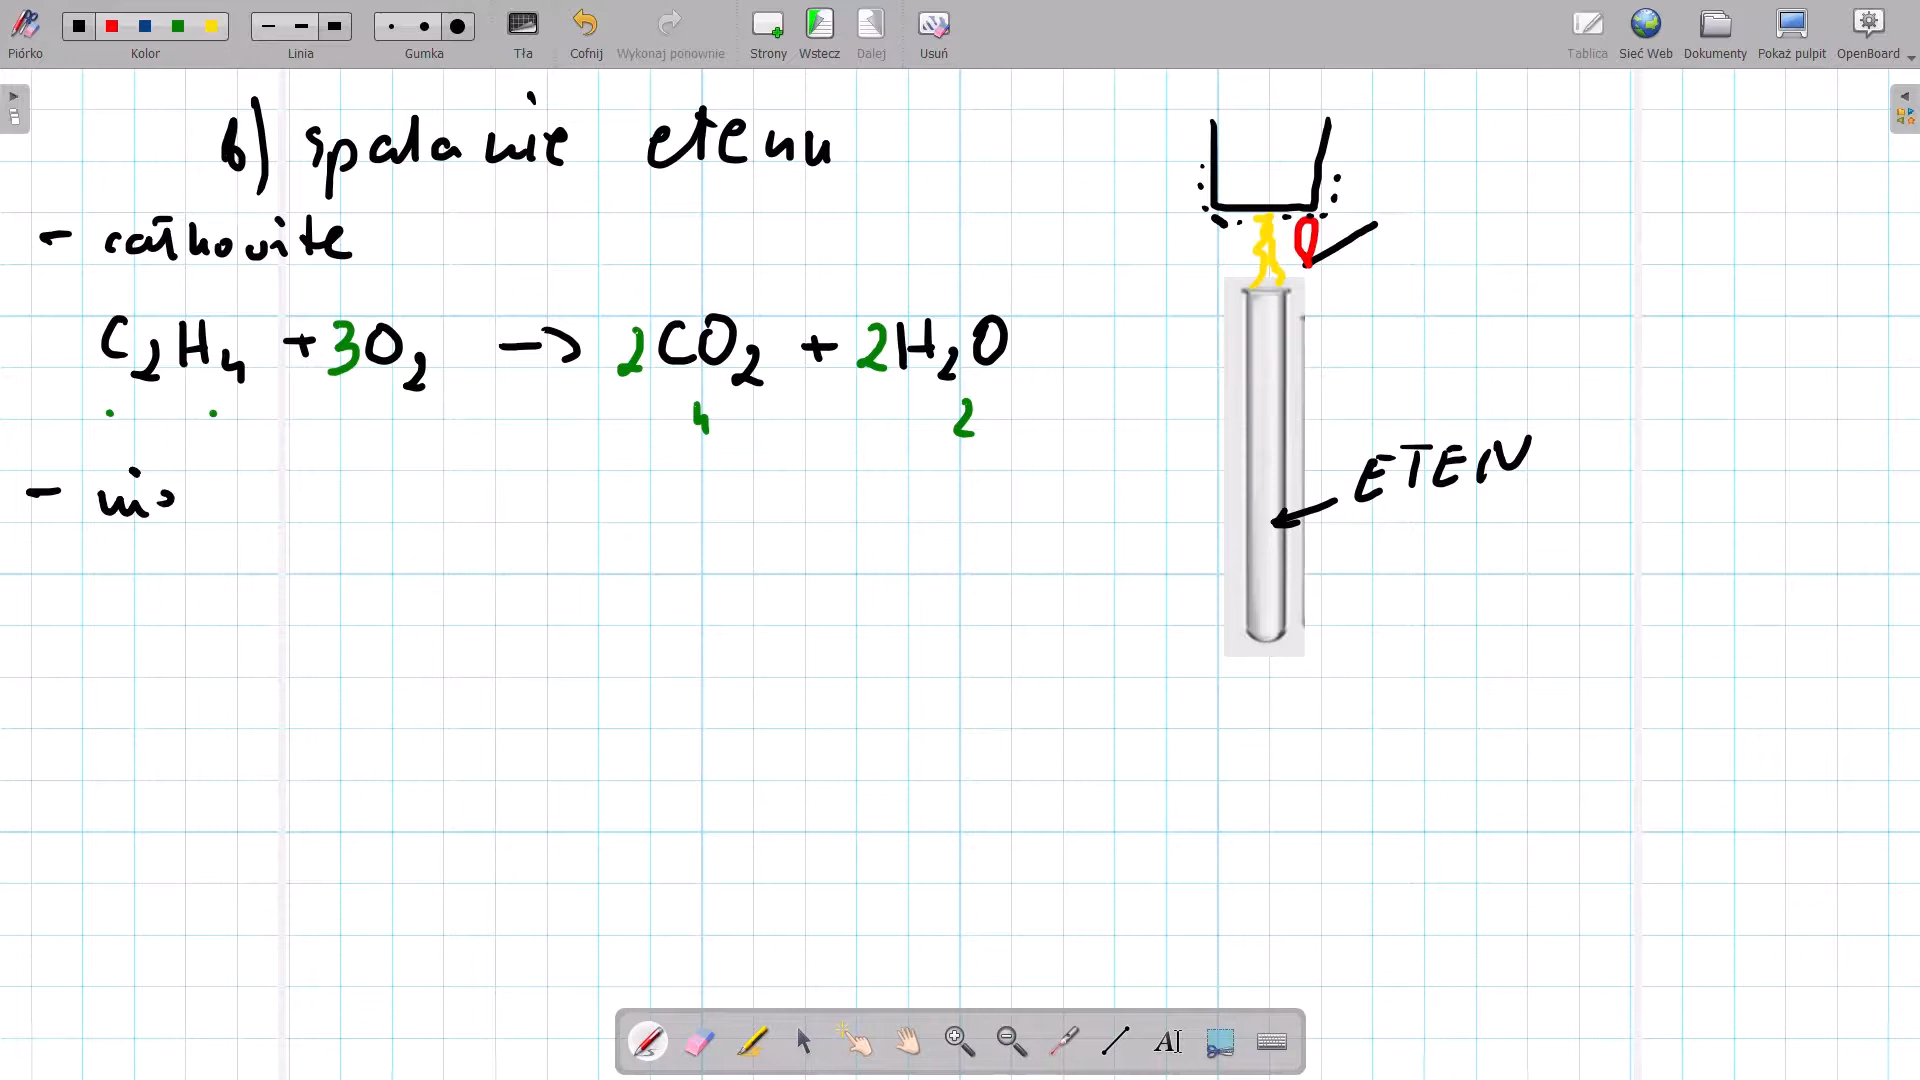 Piórko
Kolor
Linia
Gumka
Tła
Cofnij
Wykonaj ponownie
Strony
Wstecz
Dalej
Usuń
Tablica
Sieć Web
Dokumenty
Pokaż pulpit
OpenBoard
b) spalanie etenu
- całkowite
C₂H₄ + 3O₂ → 2CO₂ + 2H₂O
4 2
- nie
ETEN